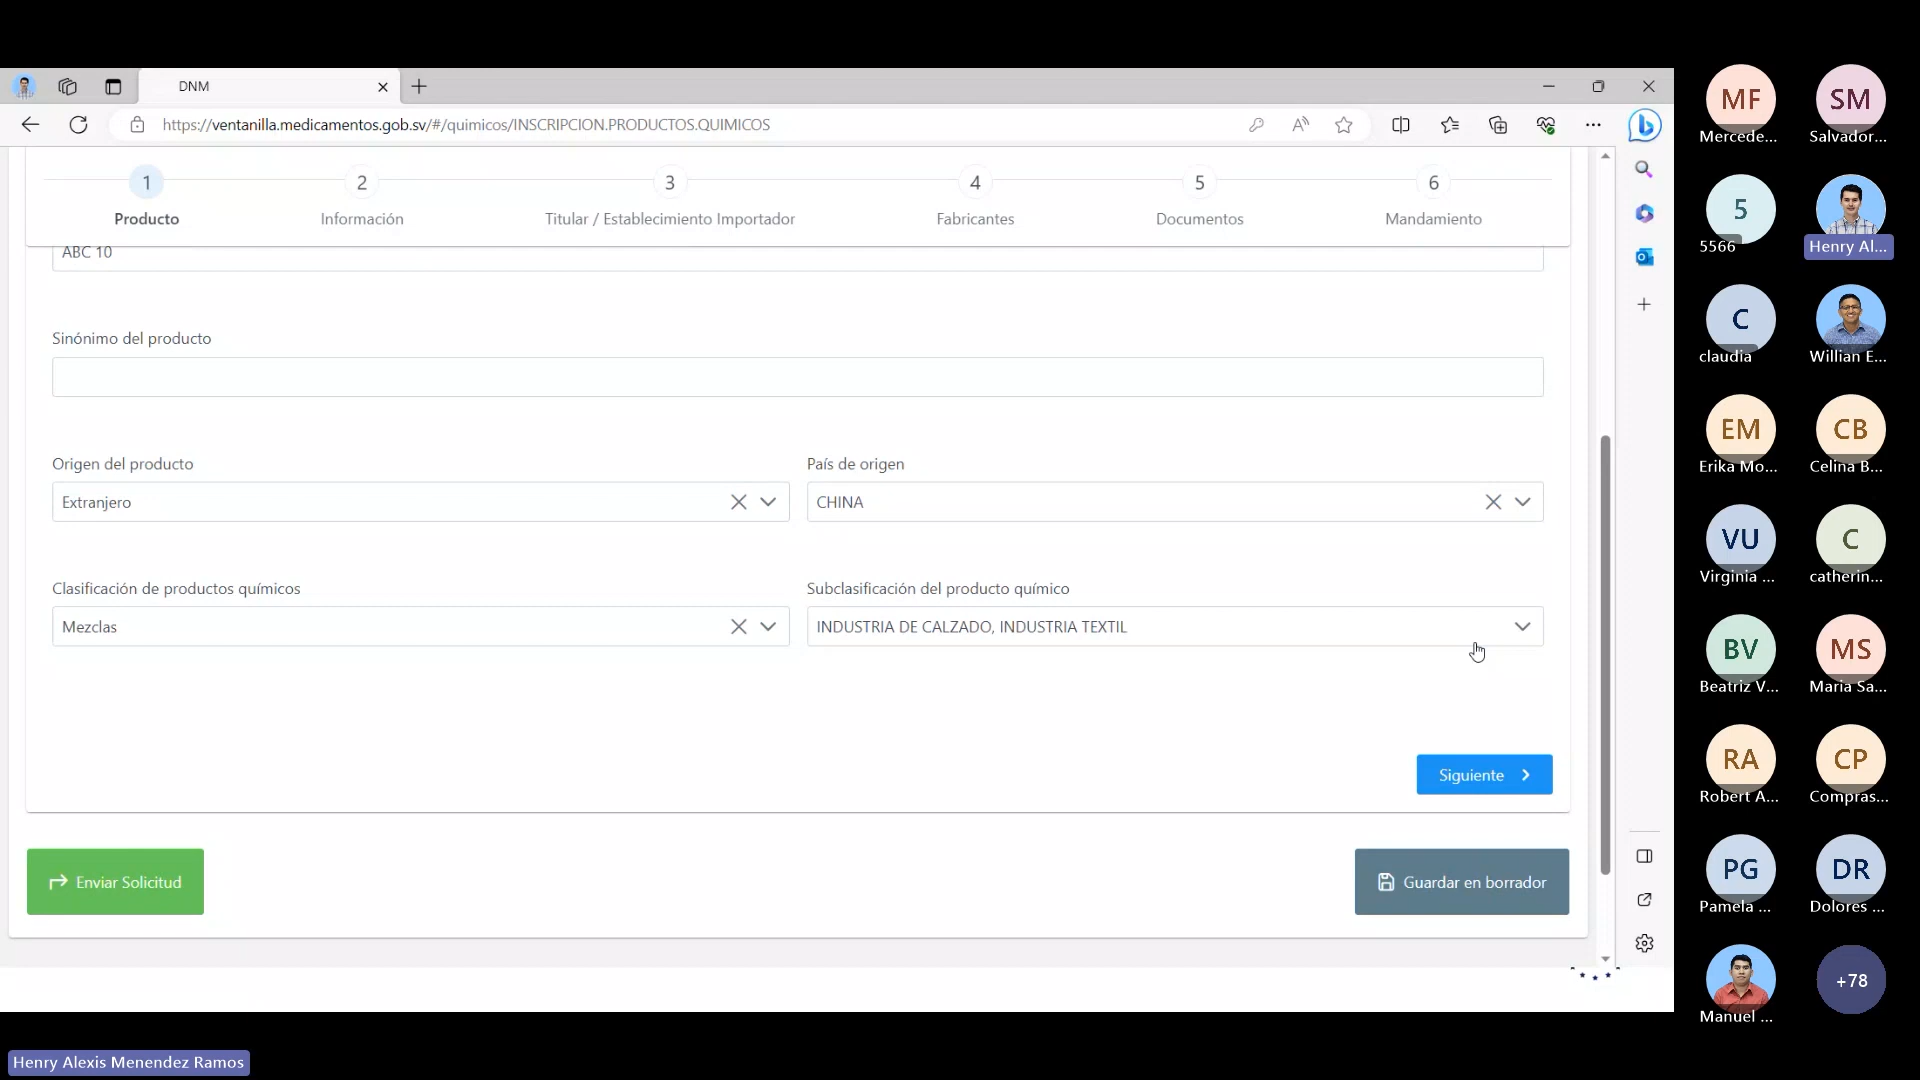 DNM
https://ventanilla.medicamentos.gob.sv/#/quimicos/INSCRIPCION.PRODUCTOS.QUIMICOS
1
2
3
4
5
6
Producto
Información
Titular / Establecimiento Importador
Fabricantes
Documentos
Mandamiento
ABC 10
Sinónimo del producto
Origen del producto
País de origen
Extranjero
CHINA
Clasificación de productos químicos
Subclasificación del producto químico
Mezclas
INDUSTRIA DE CALZADO, INDUSTRIA TEXTIL
Siguiente
Enviar Solicitud
Guardar en borrador
MF
Mercede...
SM
Salvador...
5
5566
Henry Al...
C
claudia
Willian E...
EM
Erika Mo...
CB
Celina B...
VU
Virginia ...
C
catherin...
BV
Beatriz V...
MS
Maria Sa...
RA
Robert A...
CP
Compras...
PG
Pamela ...
DR
Dolores ...
Manuel ...
+78
Henry Alexis Menendez Ramos